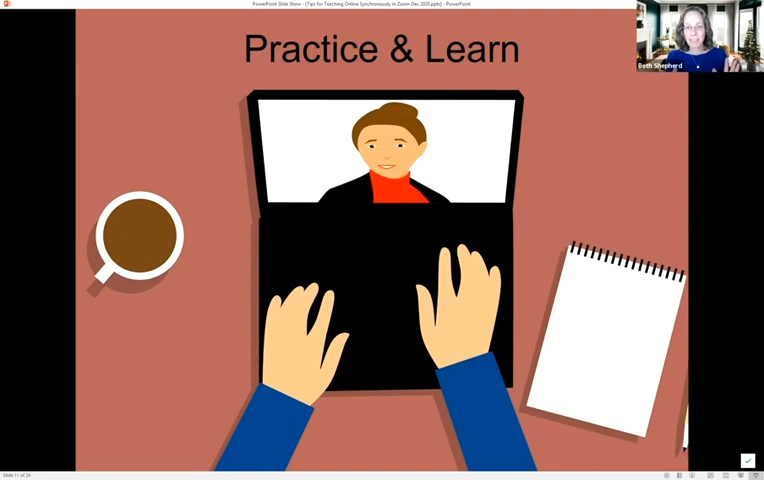 PowerPoint Slide Show - [Tips for Teaching Online Synchronously in Zoom Dec 2020.pptx] - PowerPoint
Practice & Learn
Beth Shepherd
Slide 11 of 24